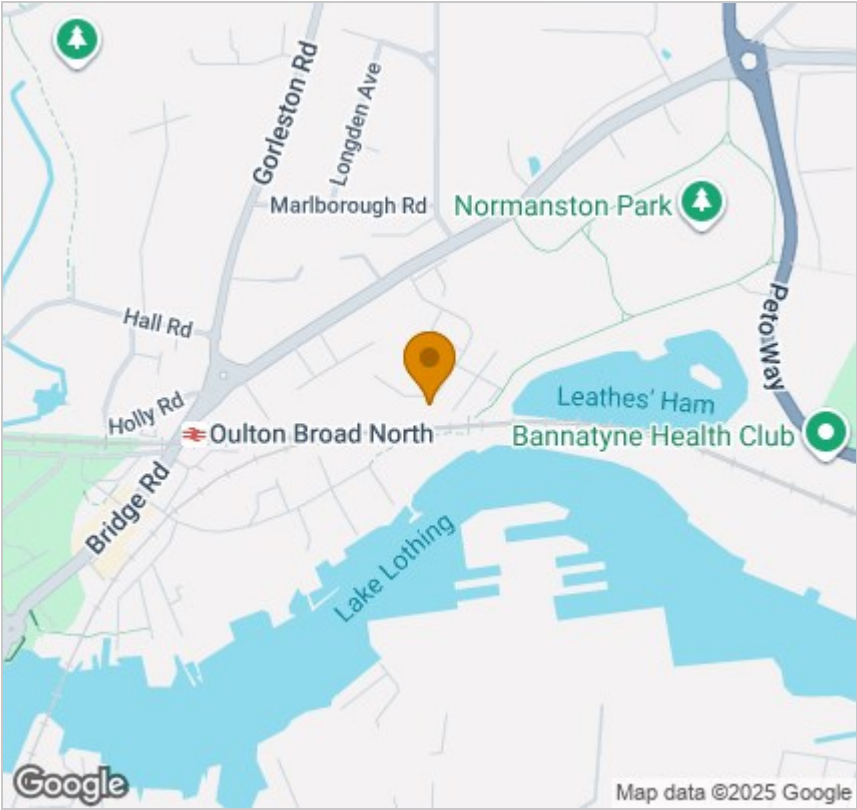 Gorleston Rd
Longden Ave
Marlborough Rd
Normanston Park
Hall Rd
Peto Way
Holly Rd
Leathes' Ham
Oulton Broad North
Bannatyne Health Club
Bridge Rd
Lake Lothing
Google
Map data ©2025 Google